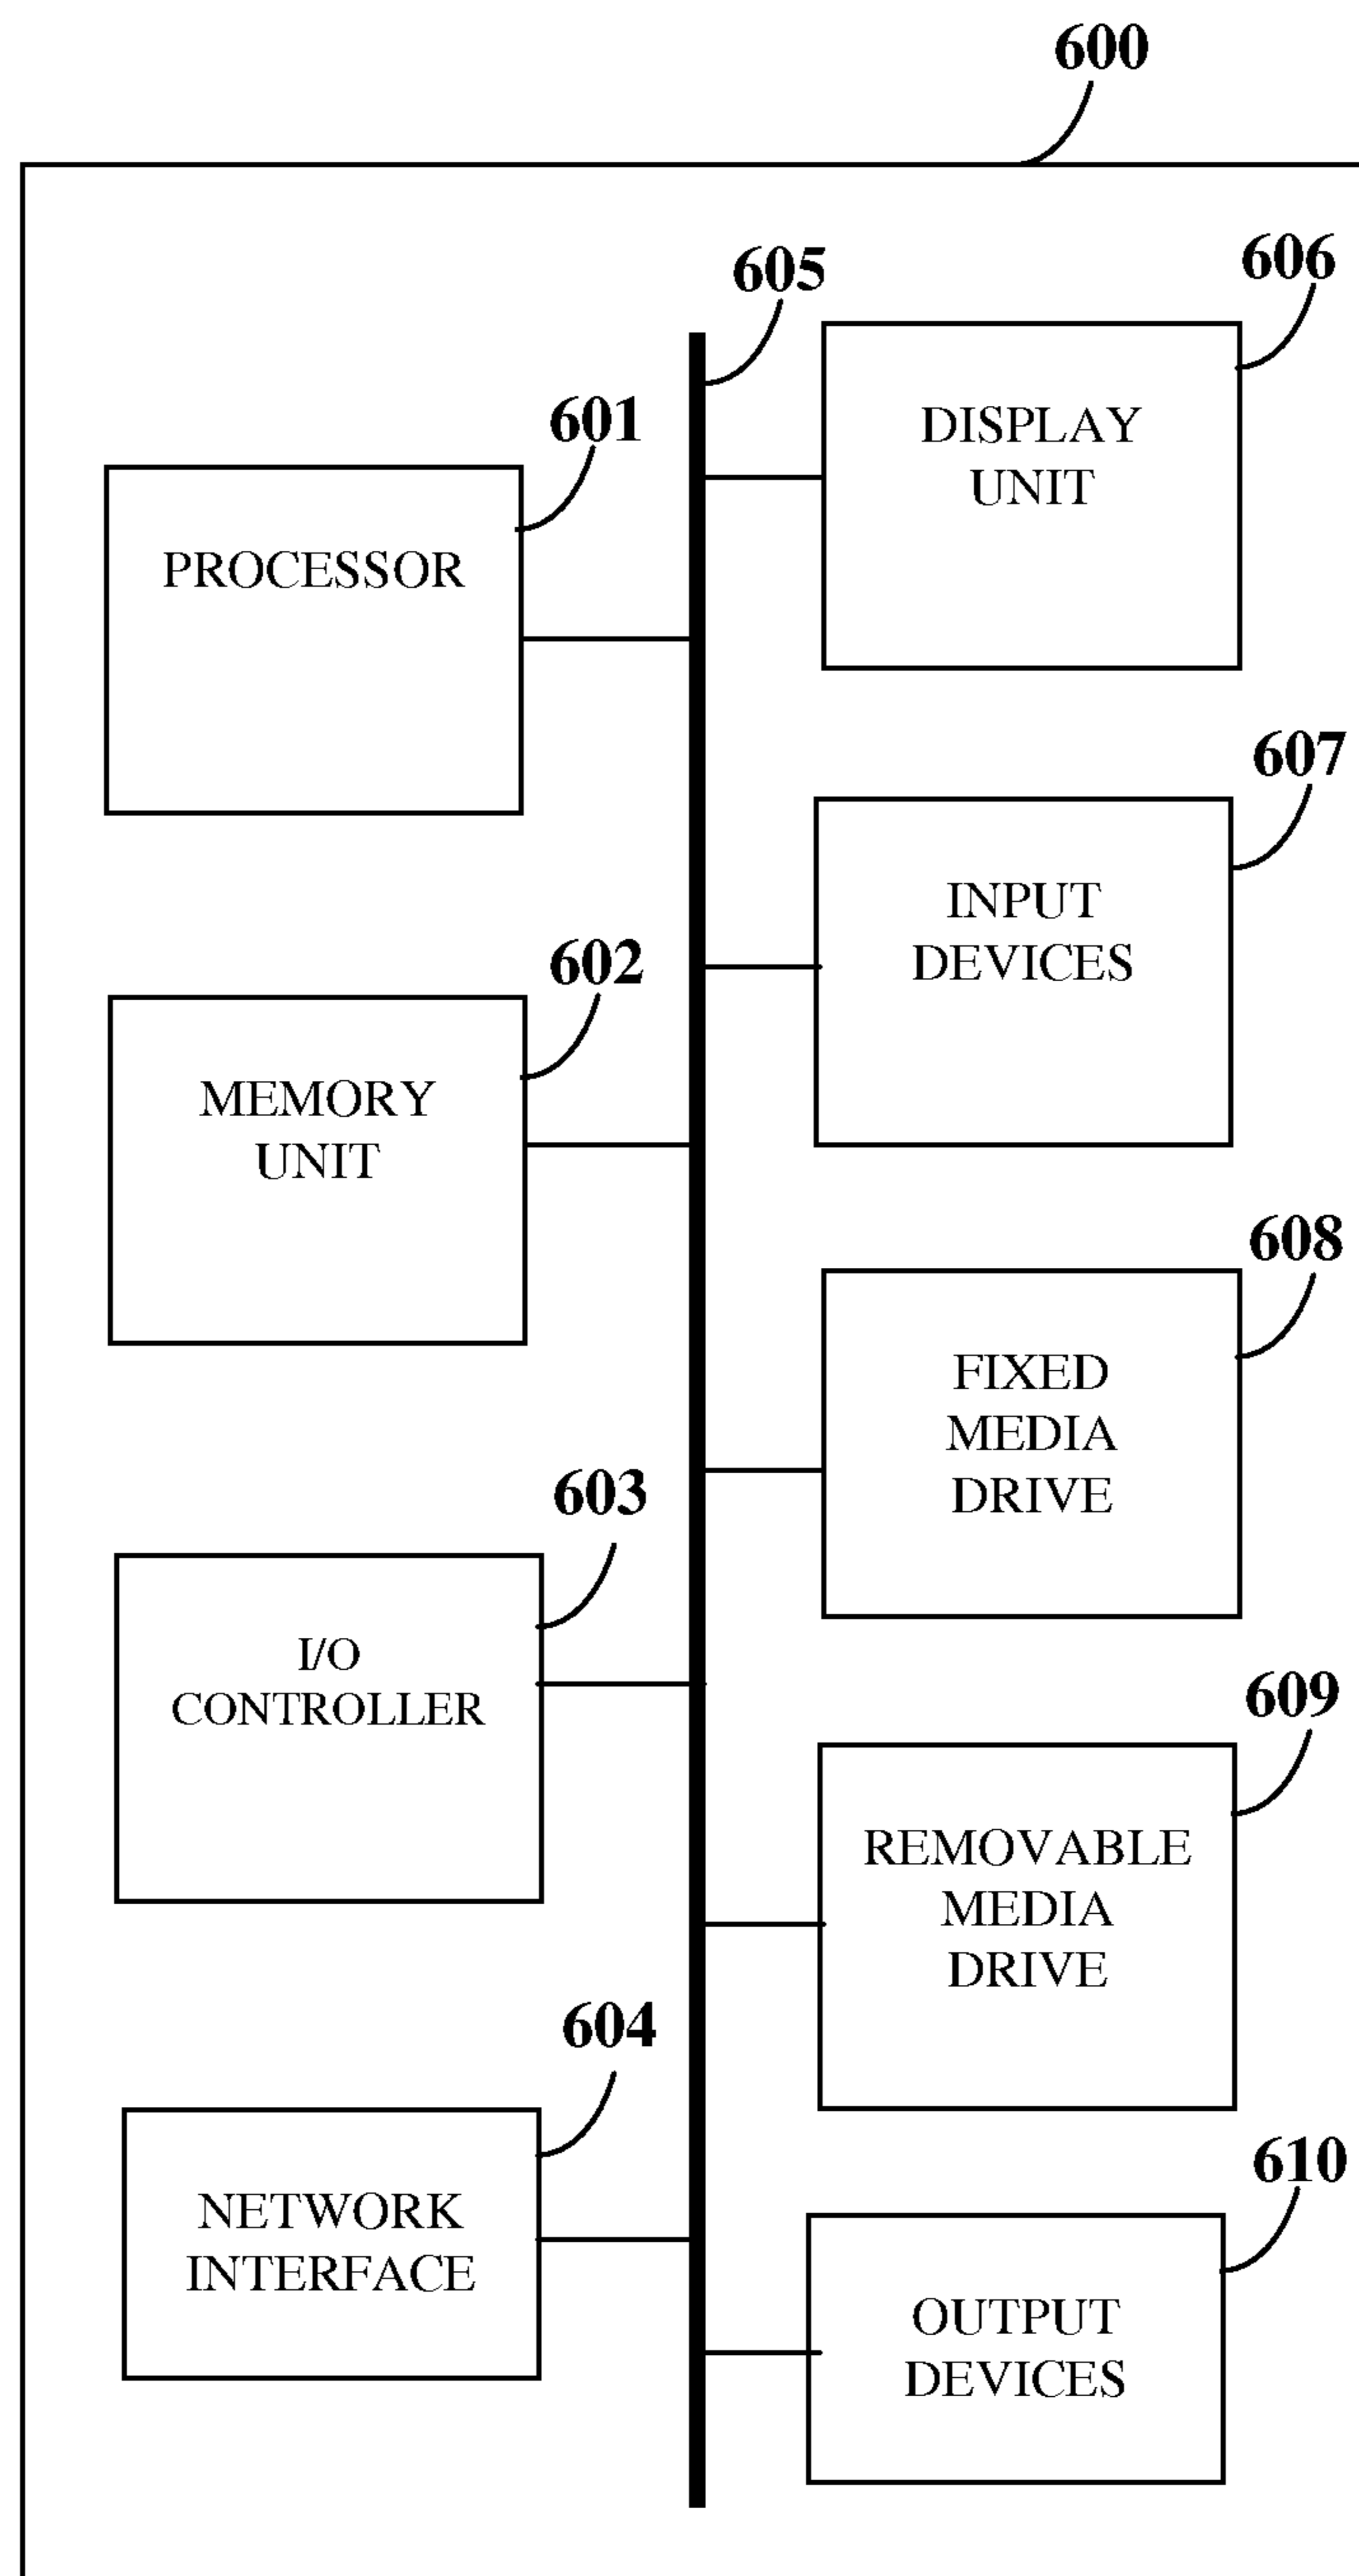 600
605
606
601
DISPLAY
UNIT
PROCESSOR
607
INPUT
DEVICES
602
MEMORY
UNIT
608
FIXED
MEDIA
DRIVE
603
I/O
CONTROLLER
609
REMOVABLE
MEDIA
DRIVE
604
NETWORK
INTERFACE
610
OUTPUT
DEVICES